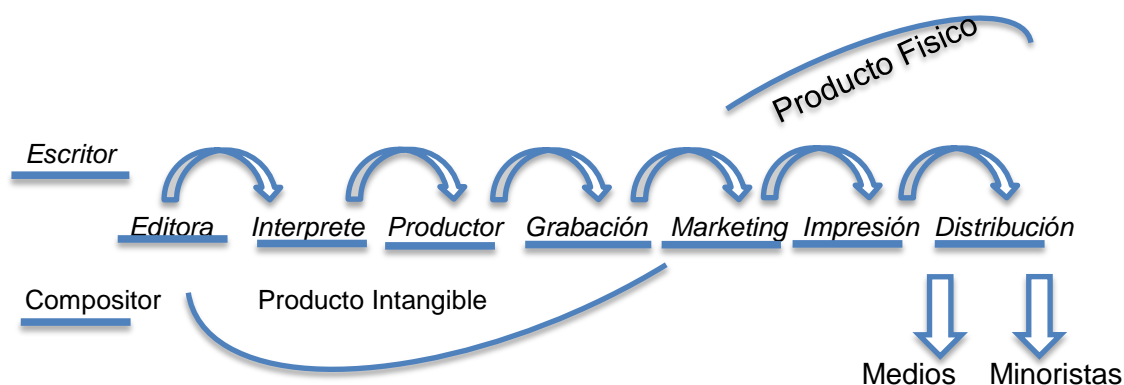 Producto Fisico
Escritor
Editora Interprete Productor Grabación Marketing Impresión Distribución
Compositor Producto Intangible
Medios Minoristas